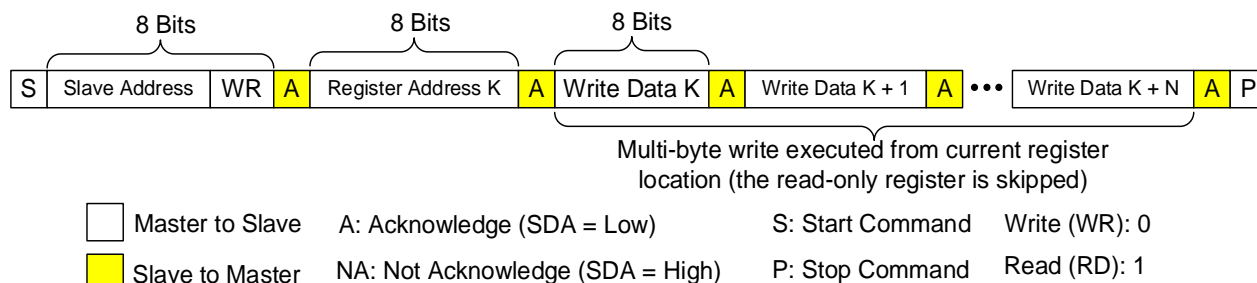 8 Bits 8 Bits 8 Bits
S Slave Address WR A Register Address K A Write Data K A Write Data K + 1 A ••• Write Data K + N A P
Multi-byte write executed from current register
location (the read-only register is skipped)
Master to Slave A: Acknowledge (SDA = Low) S: Start Command Write (WR): 0
Slave to Master NA: Not Acknowledge (SDA = High) P: Stop Command Read (RD): 1